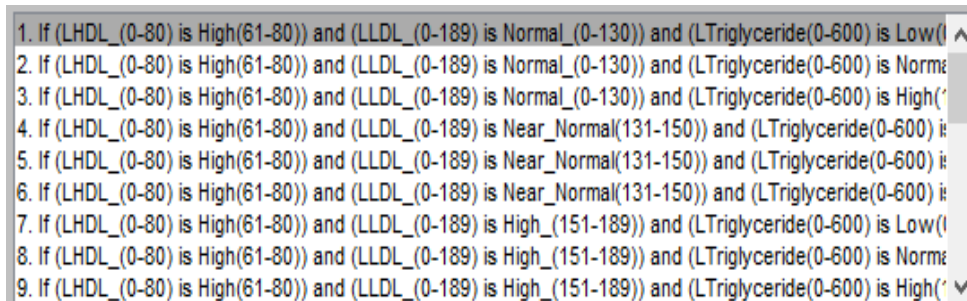 1. If (LHDL_(0-80) is High(61-80)) and (LLDL_(0-189) is Normal_(0-130)) and (LTriglyceride(0-600) is Low(
2. If (LHDL_(0-80) is High(61-80)) and (LLDL_(0-189) is Normal_(0-130)) and (LTriglyceride(0-600) is Norma
3. If (LHDL_(0-80) is High(61-80)) and (LLDL_(0-189) is Normal_(0-130)) and (LTriglyceride(0-600) is High(
4. If (LHDL_(0-80) is High(61-80)) and (LLDL_(0-189) is Near_Normal(131-150)) and (LTriglyceride(0-600) is
5. If (LHDL_(0-80) is High(61-80)) and (LLDL_(0-189) is Near_Normal(131-150)) and (LTriglyceride(0-600) is
6. If (LHDL_(0-80) is High(61-80)) and (LLDL_(0-189) is Near_Normal(131-150)) and (LTriglyceride(0-600) is
7. If (LHDL_(0-80) is High(61-80)) and (LLDL_(0-189) is High_(151-189)) and (LTriglyceride(0-600) is Low(
8. If (LHDL_(0-80) is High(61-80)) and (LLDL_(0-189) is High_(151-189)) and (LTriglyceride(0-600) is Norma
9. If (LHDL_(0-80) is High(61-80)) and (LLDL_(0-189) is High_(151-189)) and (LTriglyceride(0-600) is High(